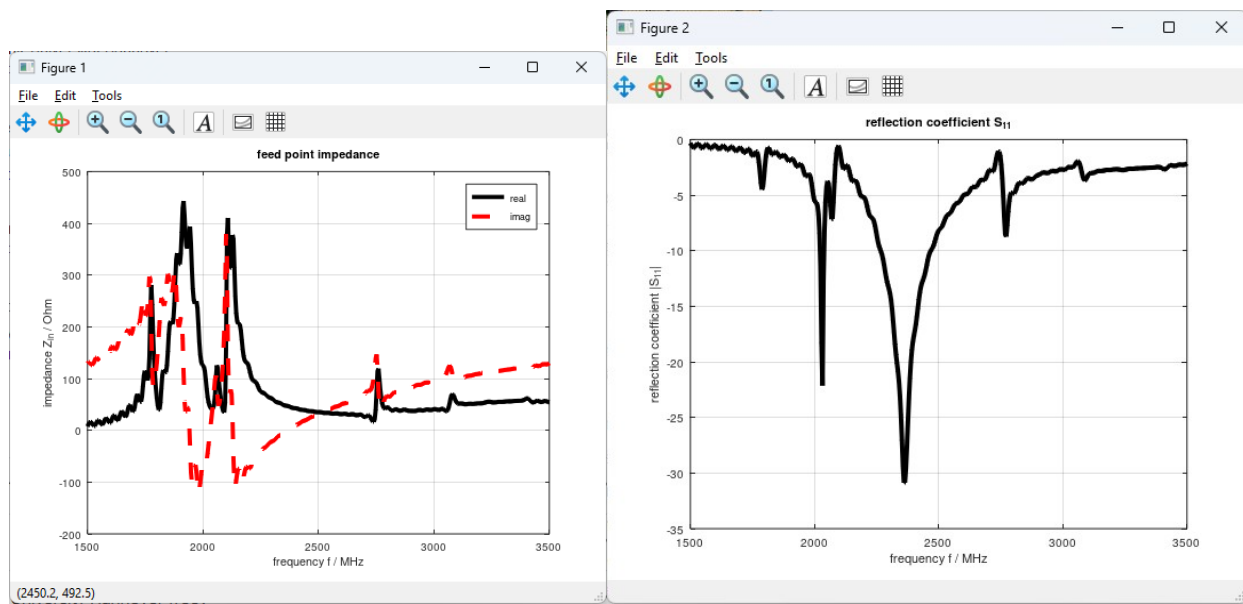 Figure 1
File Edit Tools
A
feed point impedance
real
imag
500
400
300
200
100
0
-100
-200
impedance Zin / Ohm
1500 2000 2500 3000 3500
frequency f / MHz
(2450.2, 492.5)
Figure 2
File Edit Tools
A
reflection coefficient S11
0
-5
-10
-15
-20
-25
-30
-35
reflection coefficient |S11|
1500 2000 2500 3000 3500
frequency f / MHz